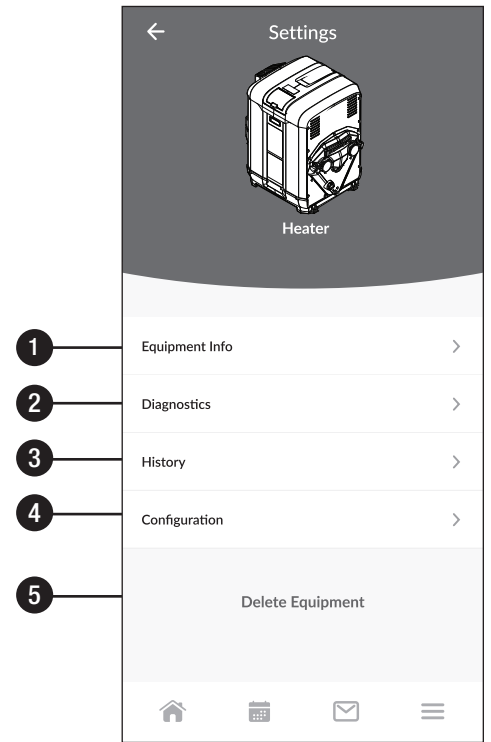 Settings
Heater
1
Equipment Info
2
Diagnostics
3
History
4
Configuration
5
Delete Equipment